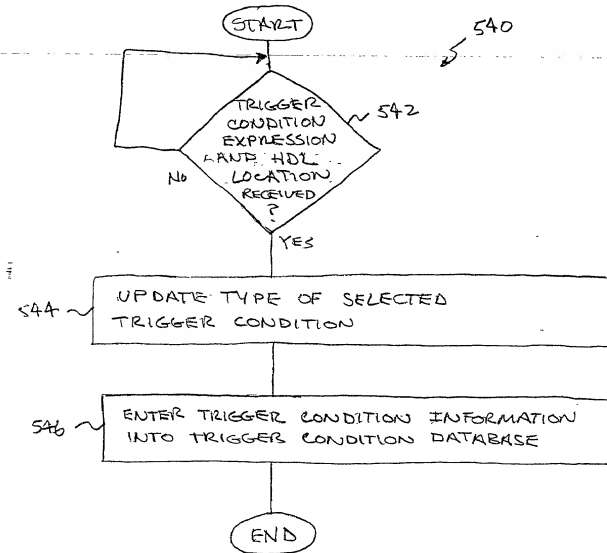 START
540
TRIGGER
CONDITION
EXPRESSION
AND HDL
LOCATION
RECEIVED
?
542
NO
YES
544
UPDATE TYPE OF SELECTED
TRIGGER CONDITION
546
ENTER TRIGGER CONDITION INFORMATION
INTO TRIGGER CONDITION DATABASE
END